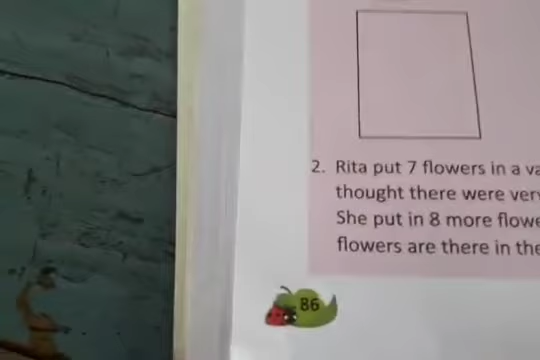 2. Rita put 7 flowers in a
thought there were
She put in 8 more
flowers are there in
86